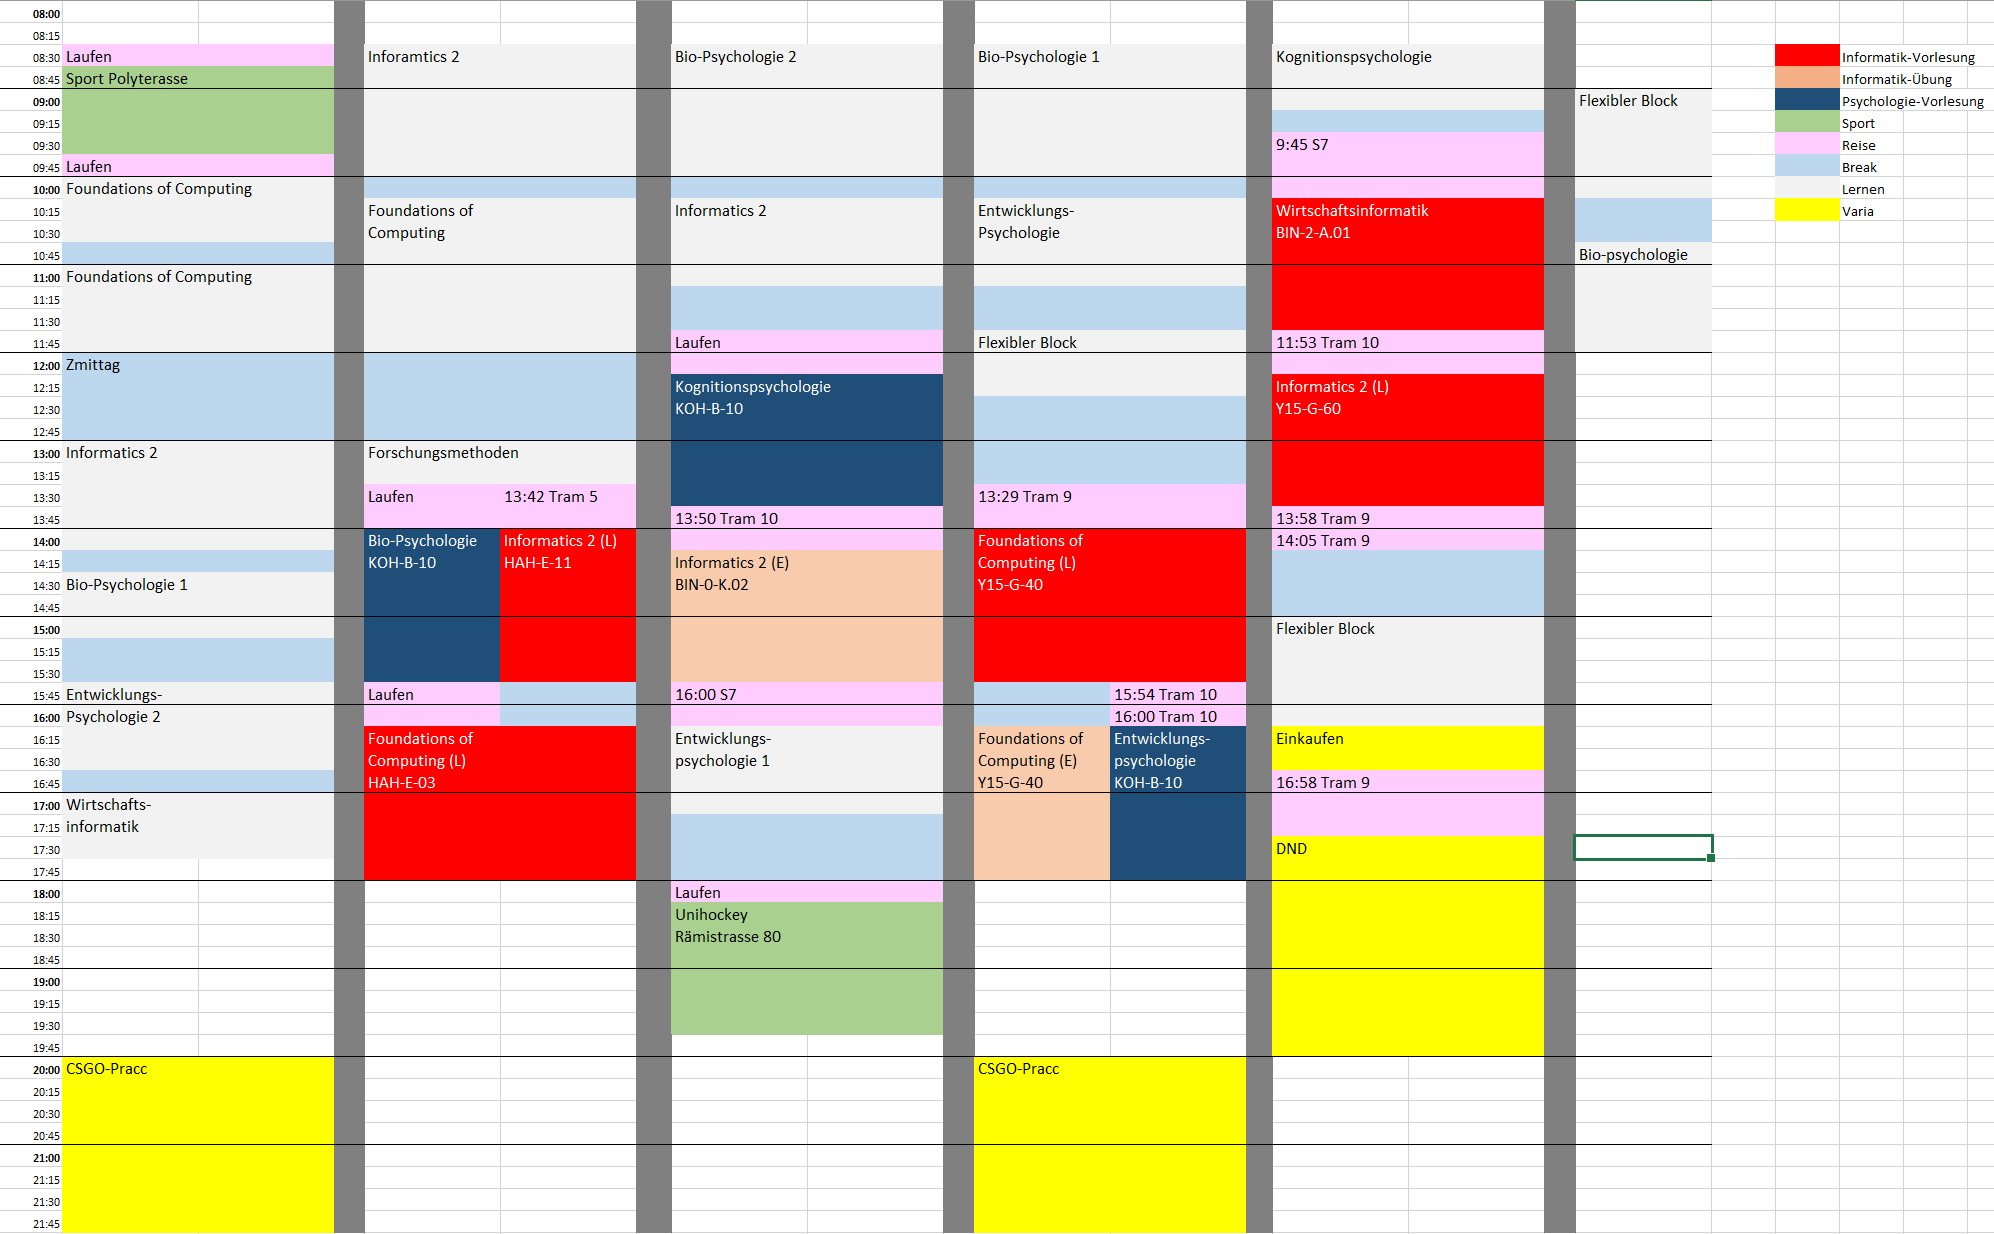 08:00
08:15
08:30 Laufen Inforamtics 2 Bio-Psychologie 2 Bio-Psychologie 1 Kognitionspsychologie Informatik-Vorlesung
08:45 Sport Polyterasse Informatik-Übung
09:00 Flexibler Block Psychologie-Vorlesung
09:15 Sport
09:30 9:45 S7 Reise
09:45 Laufen Break
10:00 Foundations of Computing Lernen
10:15 Foundations of Informatics 2 Entwicklungs- Wirtschaftsinformatik Varia
10:30 Computing Psychologie BIN-2-A.01
10:45 Bio-psychologie
11:00 Foundations of Computing
11:15
11:30
11:45 Laufen Flexibler Block 11:53 Tram 10
12:00 Zmittag
12:15 Kognitionspsychologie Informatics 2 (L)
12:30 KOH-B-10 Y15-G-60
12:45
13:00 Informatics 2 Forschungsmethoden
13:15
13:30 Laufen 13:42 Tram 5 13:29 Tram 9
13:45 13:50 Tram 10 13:58 Tram 9
14:00 Bio-Psychologie Informatics 2 (L) Foundations of 14:05 Tram 9
14:15 KOH-B-10 HAH-E-11 Informatics 2 (E) Computing (L)
14:30 Bio-Psychologie 1 BIN-0-K.02 Y15-G-40
14:45
15:00 Flexibler Block
15:15
15:30
15:45 Entwicklungs- Laufen 16:00 S7 15:54 Tram 10
16:00 Psychologie 2 16:00 Tram 10
16:15 Foundations of Entwicklungs- Foundations of Entwicklungs- Einkaufen
16:30 Computing (L) psychologie 1 Computing (E) psychologie
16:45 HAH-E-03 Y15-G-40 KOH-B-10 16:58 Tram 9
17:00 Wirtschafts-
17:15 informatik
17:30 DND
17:45
18:00 Laufen
18:15 Unihockey
18:30 Rämistrasse 80
18:45
19:00
19:15
19:30
19:45
20:00 CSGO-Pracc CSGO-Pracc
20:15
20:30
20:45
21:00
21:15
21:30
21:45